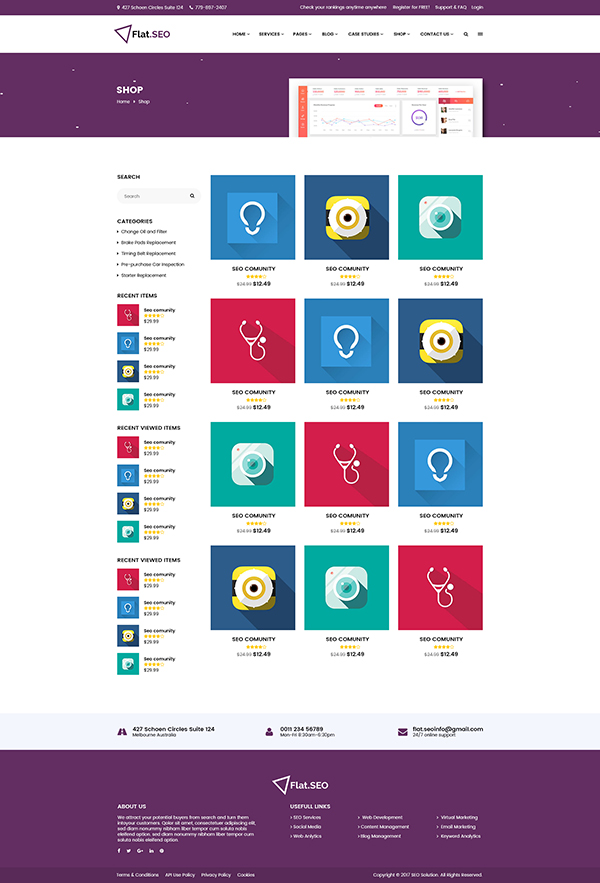 427 Schoen Circles Suite 124 779-897-2407 Check your rankings anytime anywhere Register for FREE! Support & FAQ Login
Flat.SEO
HOME SERVICES PAGES BLOG CASE STUDIES SHOP CONTACT US
SHOP
Home Shop
SEARCH
Search
CATEGORIES
Change Oil and Filter
Brake Pads Replacement
Timing Belt Replacement
Pre-purchase Car Inspection
Starter Replacement
RECENT ITEMS
Seo comunity
$29.99
Seo comunity
$29.99
Seo comunity
$29.99
Seo comunity
$29.99
RECENT VIEWED ITEMS
Seo comunity
$29.99
Seo comunity
$29.99
Seo comunity
$29.99
Seo comunity
$29.99
RECENT VIEWED ITEMS
Seo comunity
$29.99
Seo comunity
$29.99
Seo comunity
$29.99
Seo comunity
$29.99
SEO COMUNITY SEO COMUNITY SEO COMUNITY
$24.99 $12.49 $24.99 $12.49 $24.99 $12.49
SEO COMUNITY SEO COMUNITY SEO COMUNITY
$24.99 $12.49 $24.99 $12.49 $24.99 $12.49
SEO COMUNITY SEO COMUNITY SEO COMUNITY
$24.99 $12.49 $24.99 $12.49 $24.99 $12.49
SEO COMUNITY SEO COMUNITY SEO COMUNITY
$24.99 $12.49 $24.99 $12.49 $24.99 $12.49
427 Schoen Circles Suite 124 0011 234 56789 flat.seoinfo@gmail.com
Melbourne Australia Mon-Fri 8:30am-6:30pm 24/7 online support
Flat.SEO
ABOUT US
We attract your potential buyers from search and turn them
intoyour customers. Qolor sit amet, consectetuer adipiscing elit,
sed diam nonummy nibham liber tempor cum soluta nobis
eleifend option. sed diam nonummy nibham liber tempor cum
soluta nobis eleifend option
USEFULL LINKS
SEO Services Web Development Virtual Marketing
Social Media Content Management Email Marketing
Web Anlytics Blog Management Keyword Analytics
Terms & Conditions API Use Policy Privacy Policy Cookies Copyright © 2017 SEO Solution. All Rights Reserved.